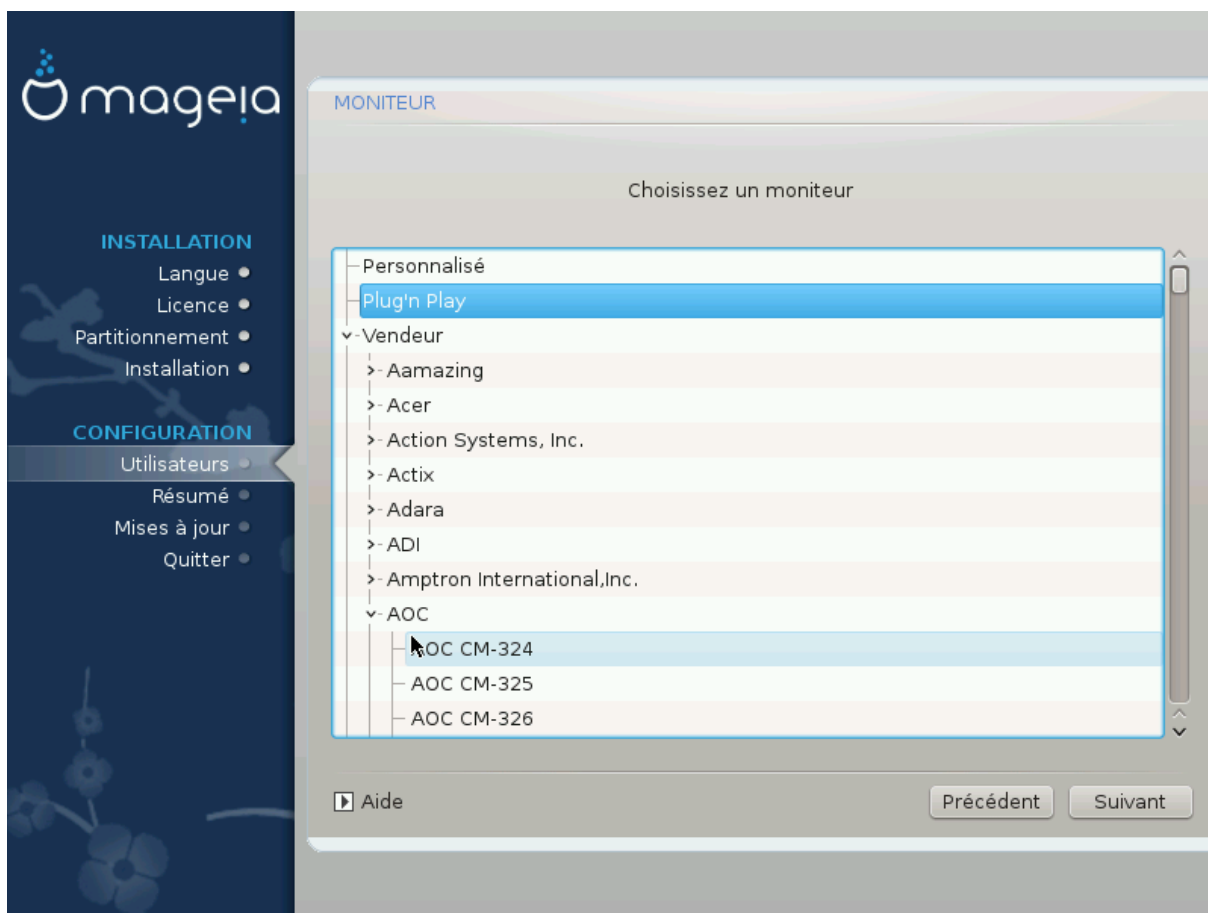 mageia
INSTALLATION
Langue
Licence
Partitionnement
Installation
CONFIGURATION
Utilisateurs
Résumé
Mises à jour
Quitter
MONITEUR
Choisissez un moniteur
Personnalisé
Plug'n Play
Vendeur
Aamazing
Acer
Action Systems, Inc.
Actix
Adara
ADI
Amptron International,Inc.
AOC
AOC CM-324
AOC CM-325
AOC CM-326
Aide
Précédent
Suivant